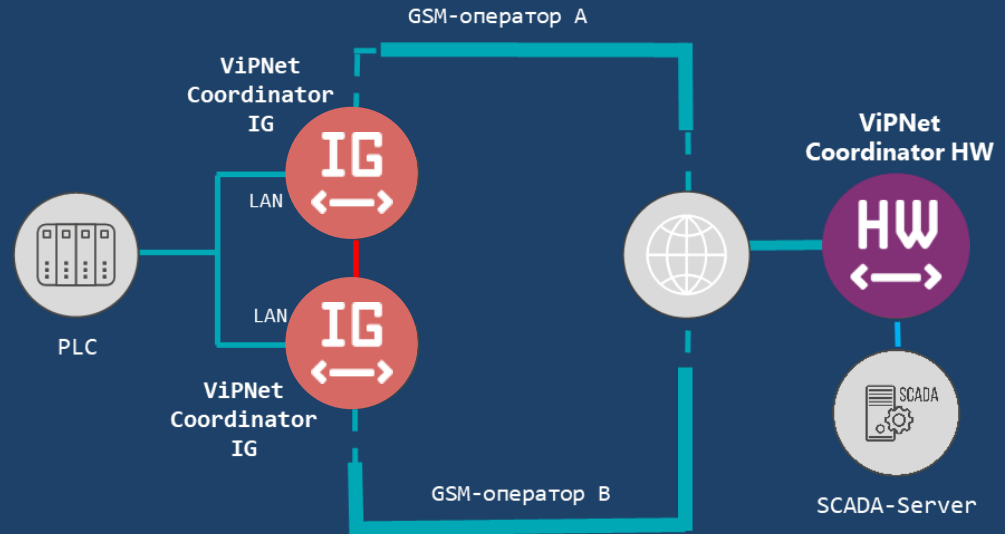 GSM-оператор A
ViPNet
Coordinator
IG
IG
LAN
PLC
LAN
IG
ViPNet
Coordinator
IG
GSM-оператор B
ViPNet
Coordinator HW
HW
SCADA
SCADA-Server